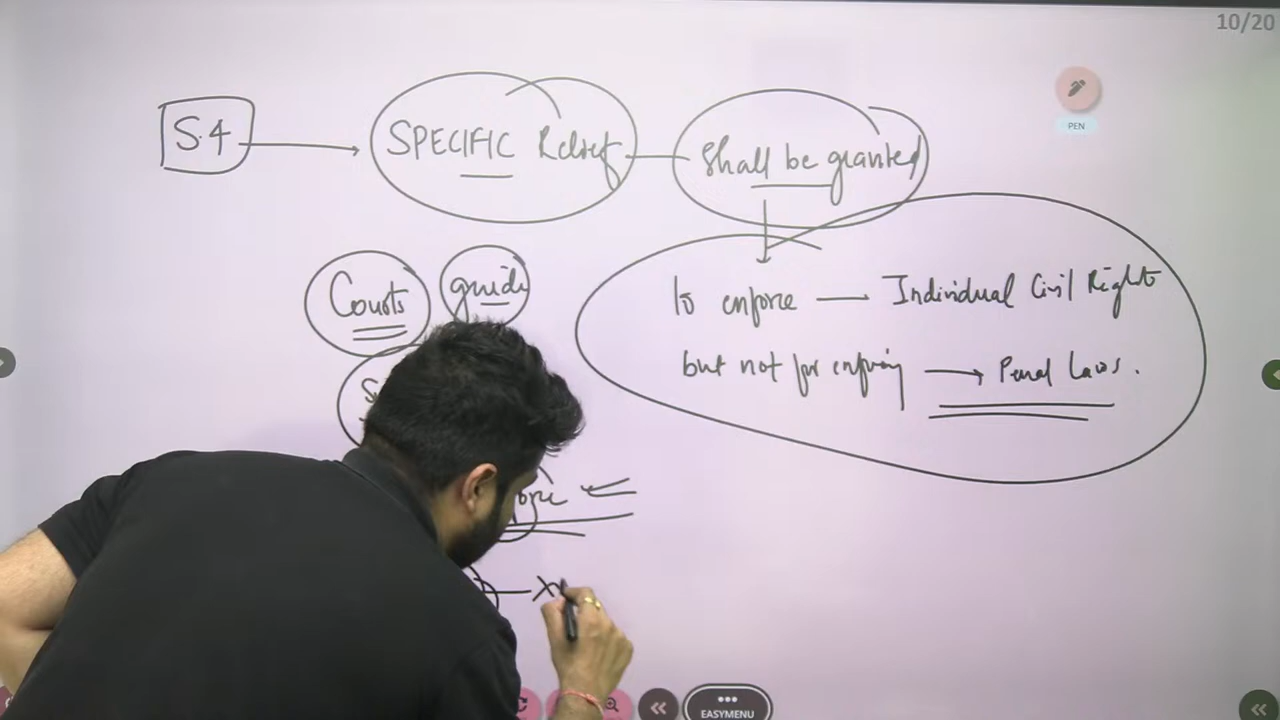 10/20
PEN
S.4 → SPECIFIC Relief — Shall be granted
Courts guide
to enforce — Individual Civil Rights
but not for enforcing → Penal Laws.
EASYMENU